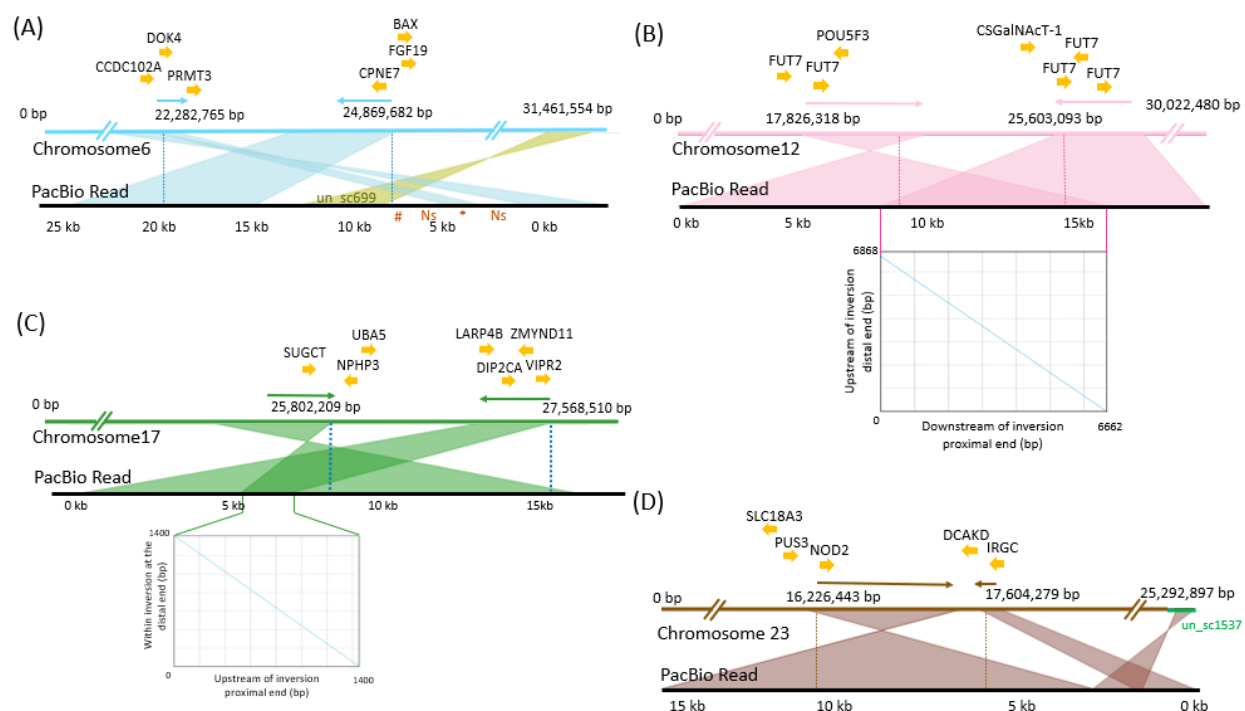 (A)
BAX
DOK4
FGF19
CCDC102A
PRMT3
CPNE7
0 bp
22,282,765 bp
24,869,682 bp
31,461,554 bp
Chromosome6
PacBio Read
un_sc699
# Ns * Ns
25 kb 20 kb 15 kb 10 kb 5 kb 0 kb
(B)
CSGalNAcT-1
POU5F3
FUT7
FUT7
FUT7
FUT7
FUT7
0 bp
17,826,318 bp
25,603,093 bp
30,022,480 bp
Chromosome12
PacBio Read
0 kb 5 kb 10 kb 15kb
6868
Upstream of inversion
distal end (bp)
0
6662
Downstream of inversion
proximal end (bp)
(C)
UBA5
LARP4B
ZMYND11
SUGCT
NPHP3
DIP2CA
VIPR2
0 bp
25,802,209 bp
27,568,510 bp
Chromosome17
PacBio Read
0 kb 5 kb 10 kb 15kb
1400
Within inversion at the
distal end (bp)
0
1400
Upstream of inversion
proximal end (bp)
(D)
SLC18A3
PUS3
NOD2
DCAKD
IRGC
0 bp
16,226,443 bp
17,604,279 bp
25,292,897 bp
un_sc1537
Chromosome 23
PacBio Read
15 kb 10 kb 5 kb 0 kb